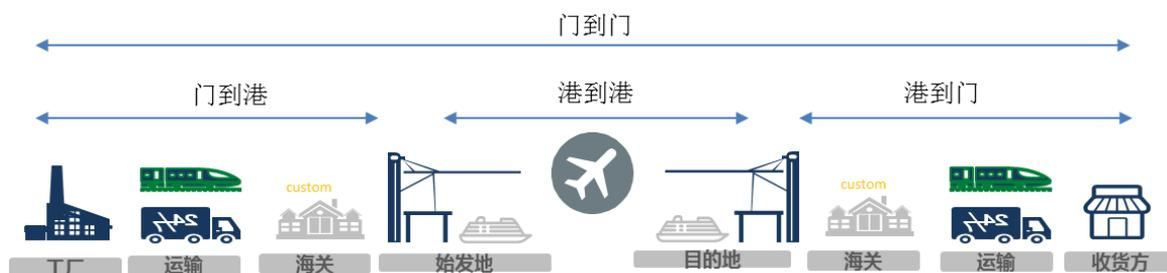 门到门
门到港
港到港
港到门
custom
custom
24H
24H
工厂
运输
海关
始发地
目的地
海关
运输
收货方